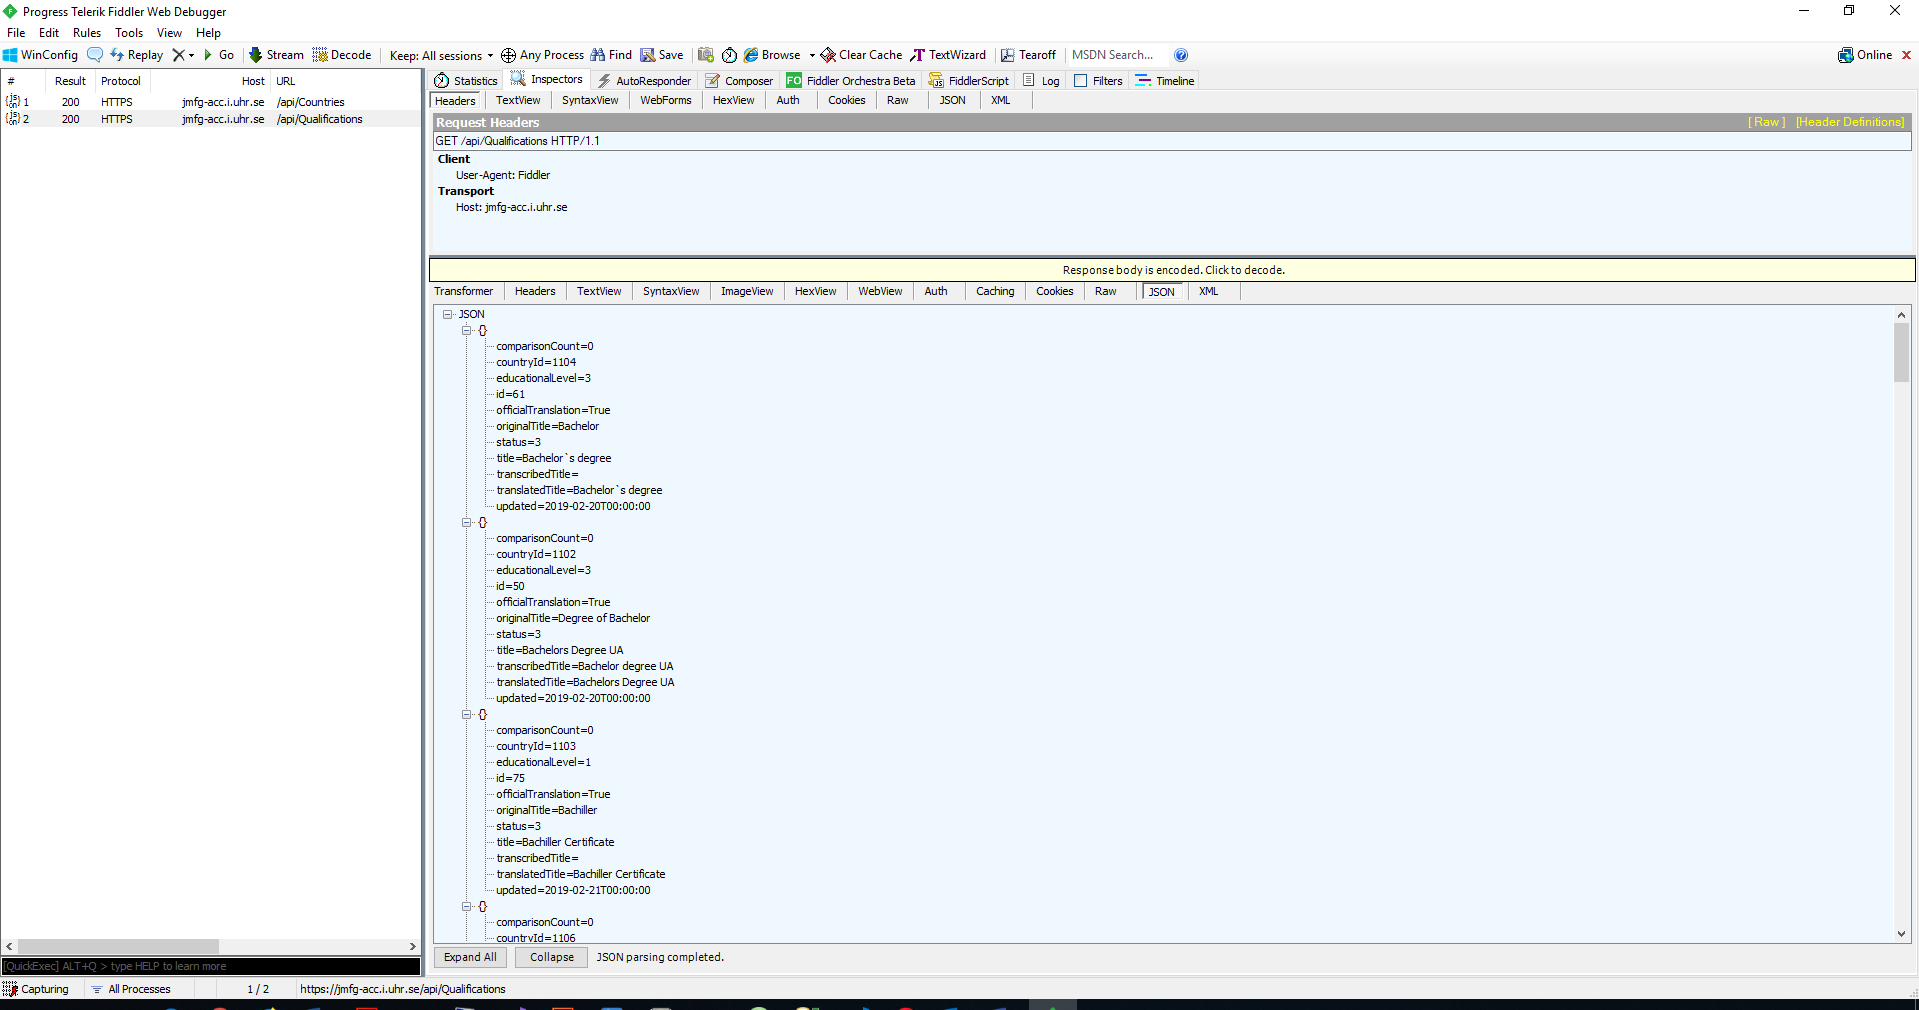 Progress Telerik Fiddler Web Debugger
File Edit Rules Tools View Help
WinConfig Replay Go Stream Decode Keep: All sessions Any Process Find Save Browse Clear Cache TextWizard Tearoff MSDN Search... Online
# Result Protocol Host URL
1 200 HTTPS jmfg-acc.i.uhr.se /api/Countries
2 200 HTTPS jmfg-acc.i.uhr.se /api/Qualifications
Statistics Inspectors AutoResponder Composer FO Fiddler Orchestra Beta FiddlerScript Log Filters Timeline
Headers TextView SyntaxView WebForms HexView Auth Cookies Raw JSON XML
Request Headers [ Raw ] [Header Definitions]
GET /api/Qualifications HTTP/1.1
Client
User-Agent: Fiddler
Transport
Host: jmfg-acc.i.uhr.se
Response body is encoded. Click to decode.
Transformer Headers TextView SyntaxView ImageView HexView WebView Auth Caching Cookies Raw JSON XML
JSON
{}
comparisonCount=0
countryId=1104
educationalLevel=3
id=61
officialTranslation=True
originalTitle=Bachelor
status=3
title=Bachelor`s degree
transcribedTitle=
translatedTitle=Bachelor`s degree
updated=2019-02-20T00:00:00
{}
comparisonCount=0
countryId=1102
educationalLevel=3
id=50
officialTranslation=True
originalTitle=Degree of Bachelor
status=3
title=Bachelors Degree UA
transcribedTitle=Bachelor degree UA
translatedTitle=Bachelors Degree UA
updated=2019-02-20T00:00:00
{}
comparisonCount=0
countryId=1103
educationalLevel=1
id=75
officialTranslation=True
originalTitle=Bachiller
status=3
title=Bachiller Certificate
transcribedTitle=
translatedTitle=Bachiller Certificate
updated=2019-02-21T00:00:00
{}
comparisonCount=0
countryId=1106
Expand All Collapse JSON parsing completed.
[QuickExec] ALT+Q > type HELP to learn more
Capturing All Processes 1 / 2 https://jmfg-acc.i.uhr.se/api/Qualifications